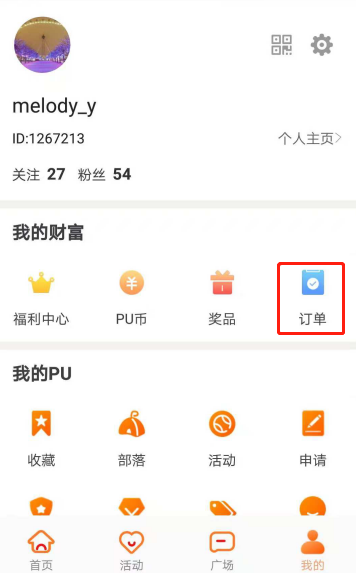 melody_y
ID:1267213 个人主页
关注 27 粉丝 54
我的财富
福利中心 PU币 奖品 订单
我的PU
收藏 部落 活动 申请
首页 活动 广场 我的